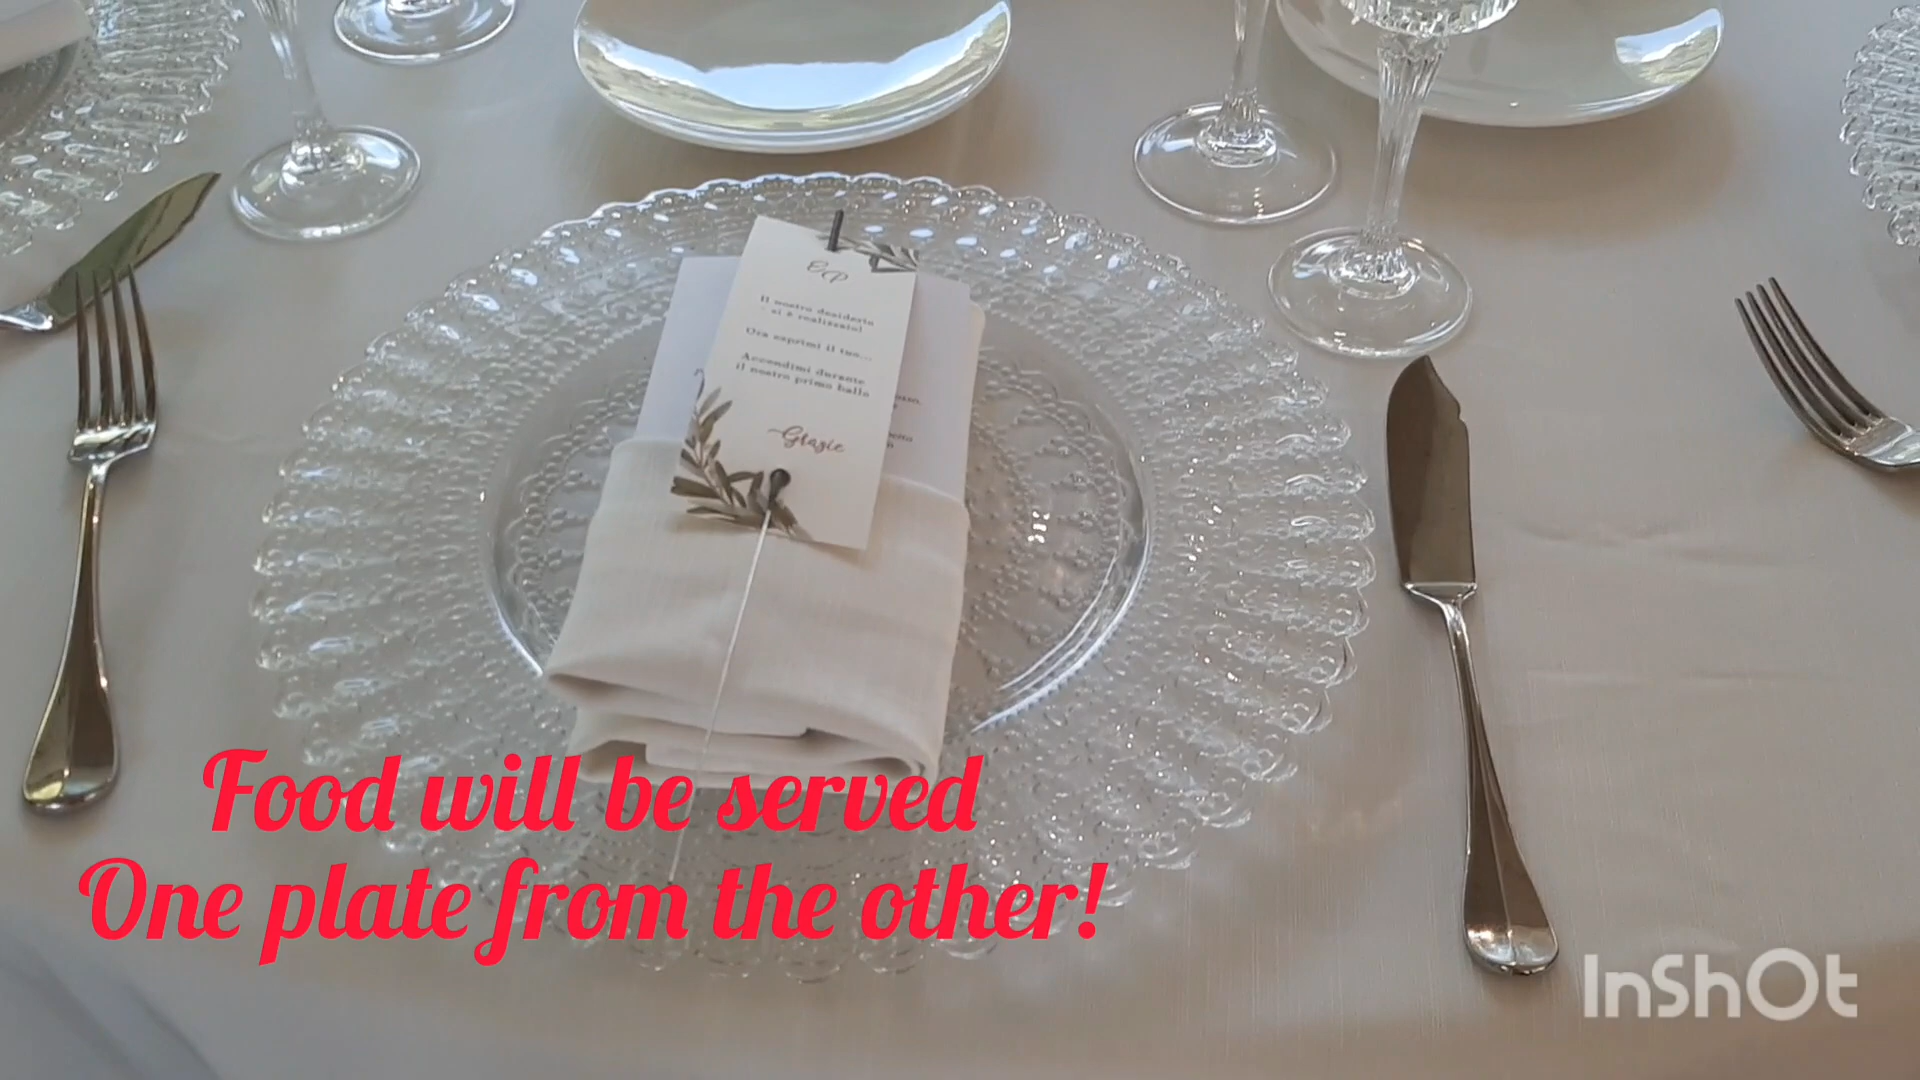 E P
Il nostro desiderio
si è realizzato!
Ora esprimi il tuo...
Accendimi durante
il nostro primo ballo
Grazie
Food will be served
One plate from the other!
InShOt